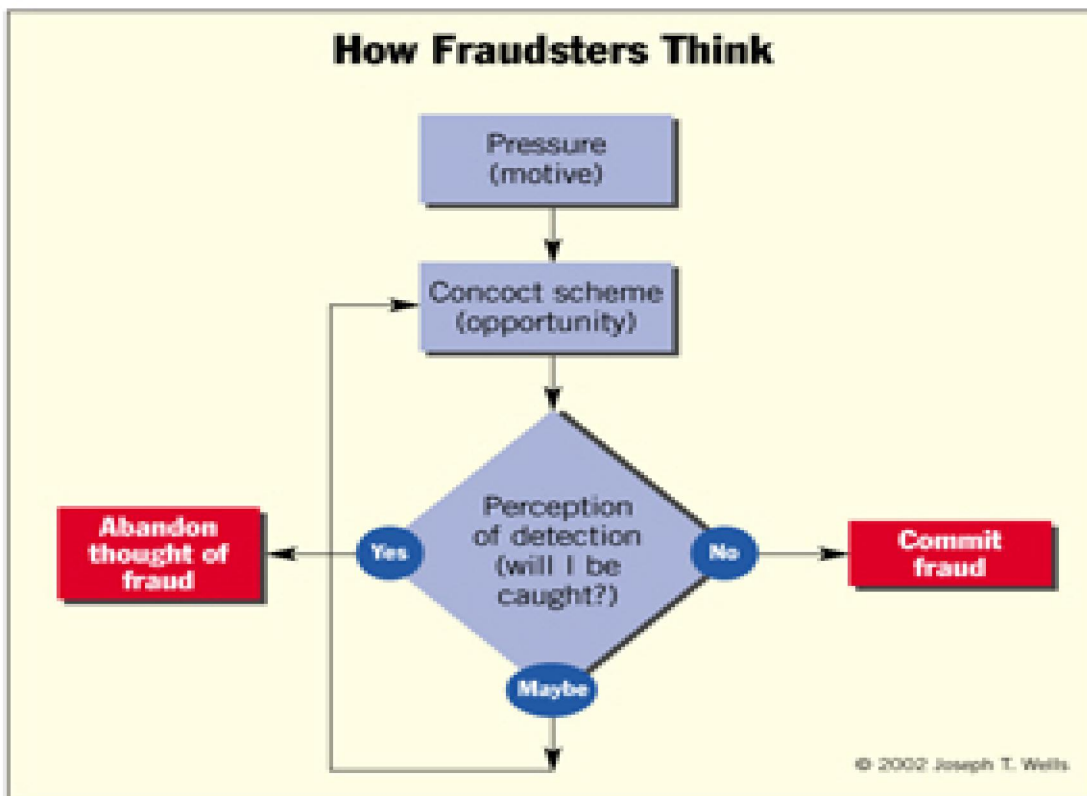 How Fraudsters Think
Pressure
(motive)
Concoct scheme
(opportunity)
Perception
of detection
(will I be
caught?)
Yes
No
Maybe
Abandon
thought of
fraud
Commit
fraud
© 2002 Joseph T. Wells